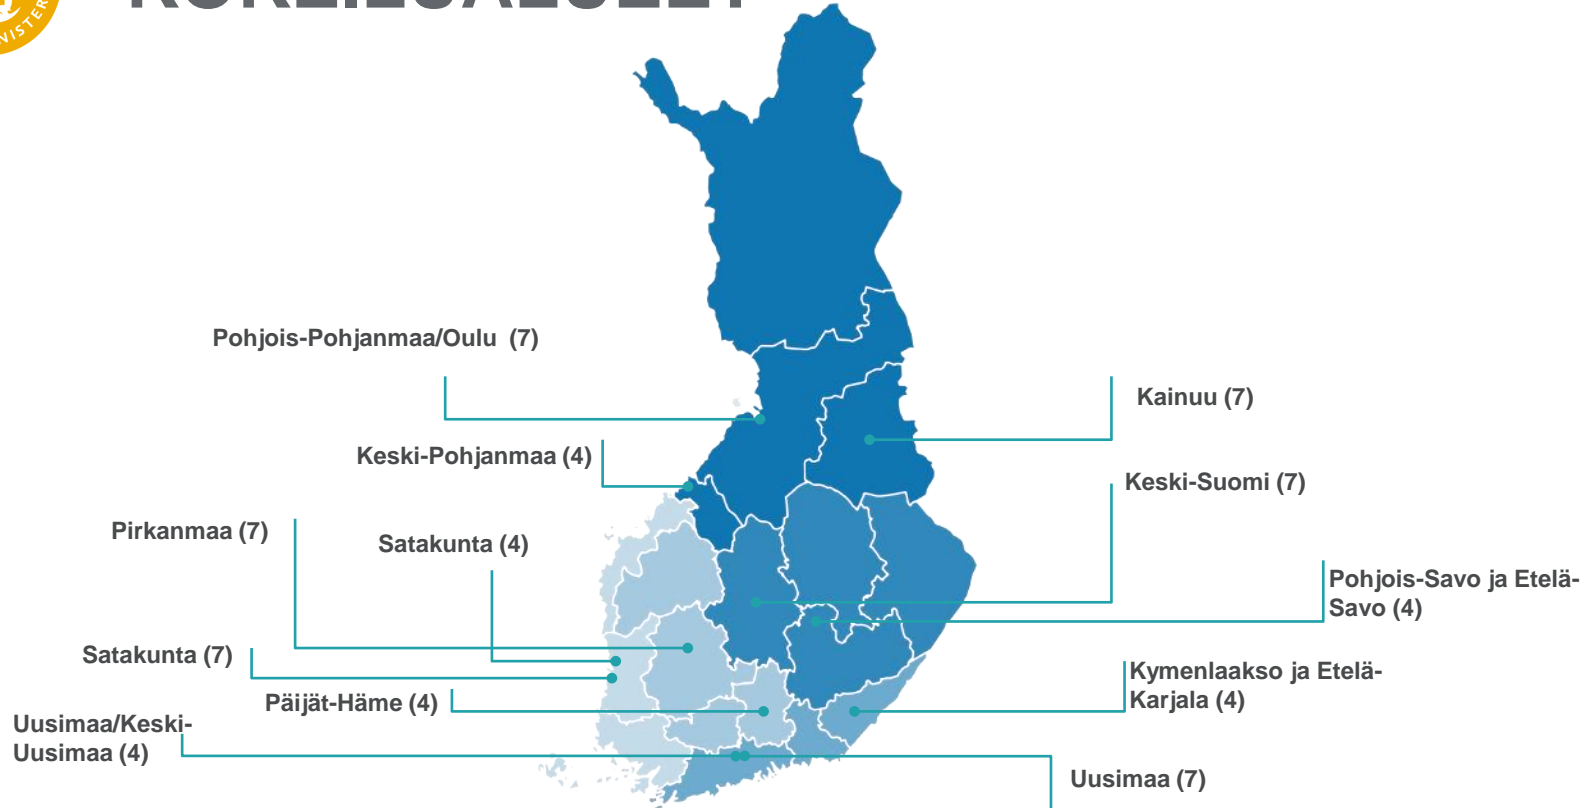 NISTER
Pohjois-Pohjanmaa/Oulu (7)
Kainuu (7)
Keski-Pohjanmaa (4)
Keski-Suomi (7)
Pirkanmaa (7)
Satakunta (4)
Pohjois-Savo ja Etelä-
Savo (4)
Satakunta (7)
Kymenlaakso ja Etelä-
Karjala (4)
Päijät-Häme (4)
Uusimaa/Keski-
Uusimaa (4)
Uusimaa (7)